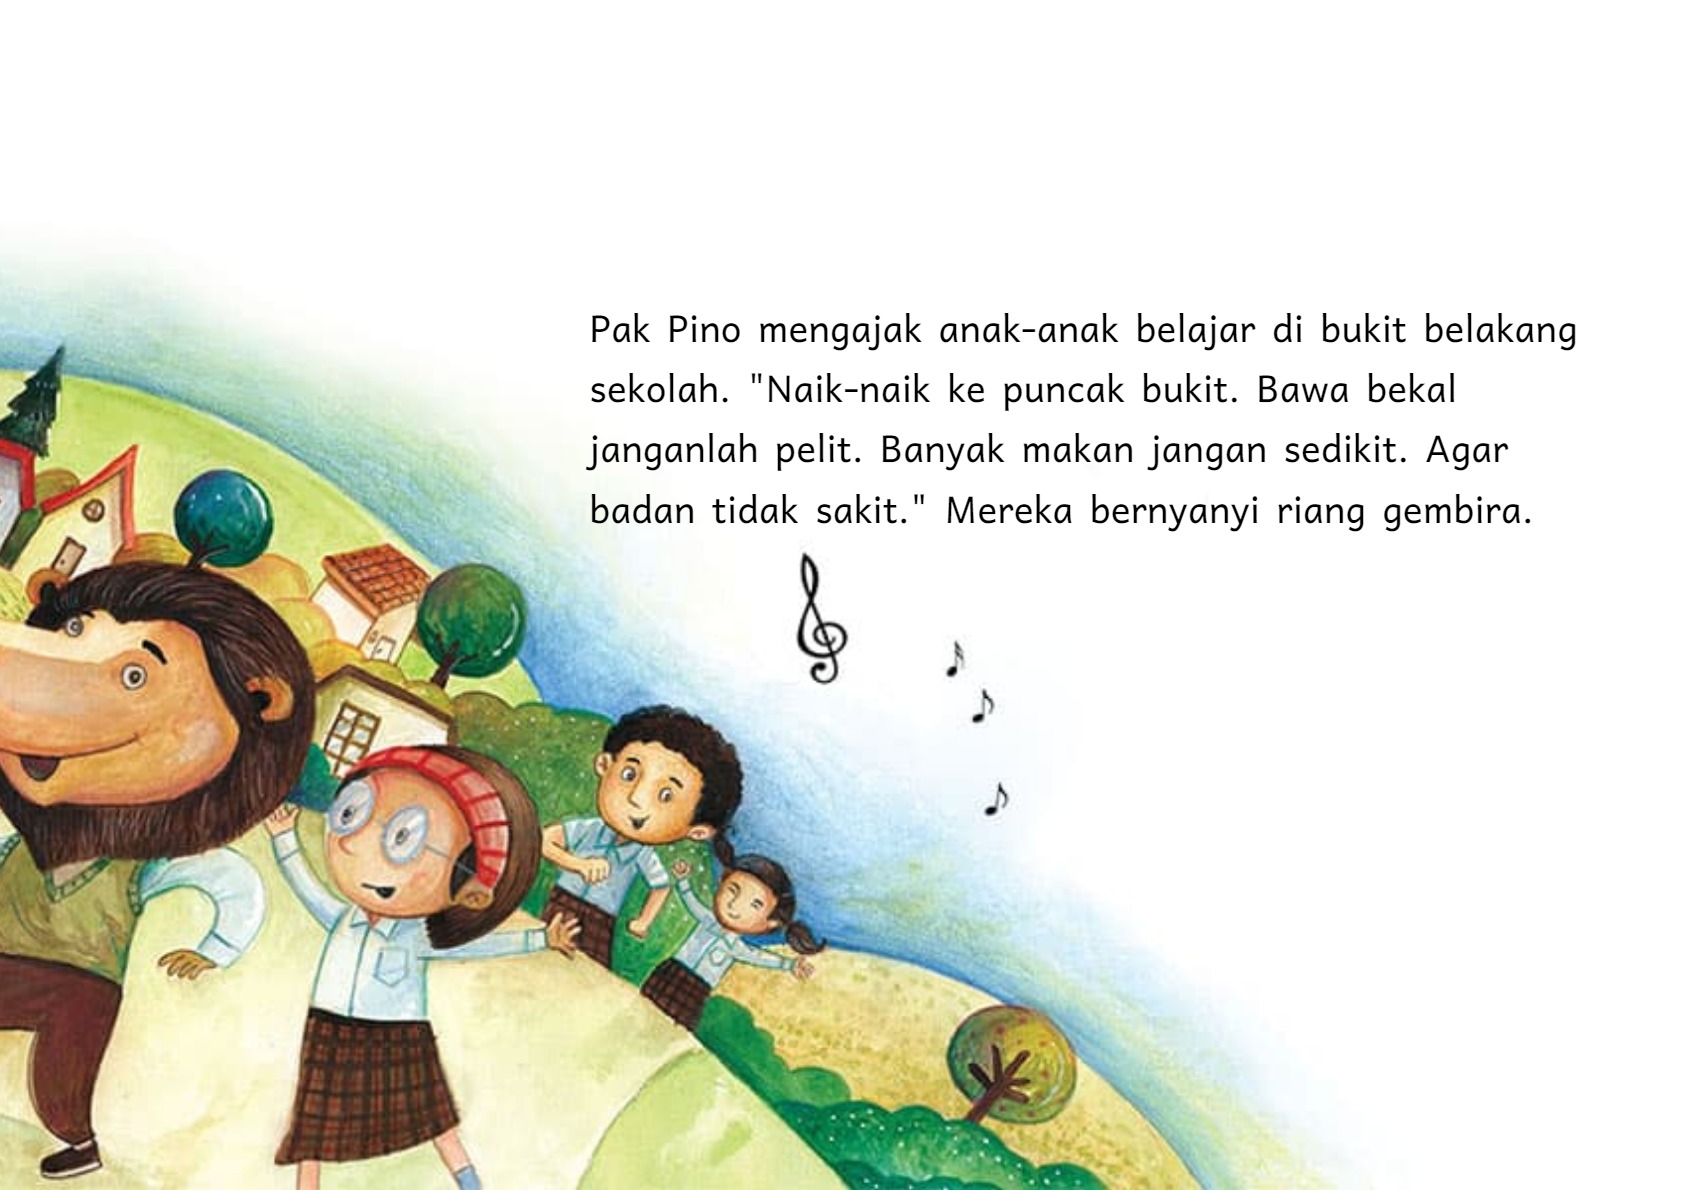 Pak Pino mengajak anak-anak belajar di bukit belakang
sekolah. "Naik-naik ke puncak bukit. Bawa bekal
janganlah pelit. Banyak makan jangan sedikit. Agar
badan tidak sakit." Mereka bernyanyi riang gembira.